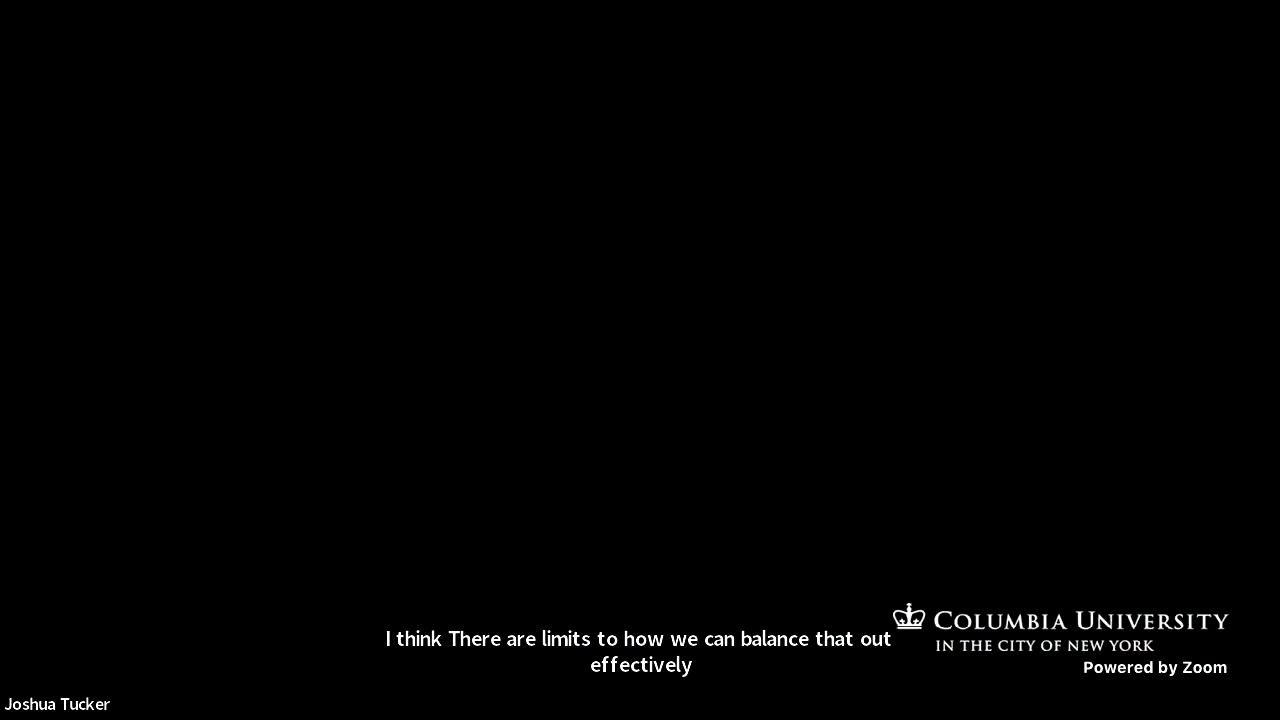 I think There are limits to how we can balance that out
effectively
COLUMBIA UNIVERSITY
IN THE CITY OF NEW YORK
Powered by Zoom
Joshua Tucker